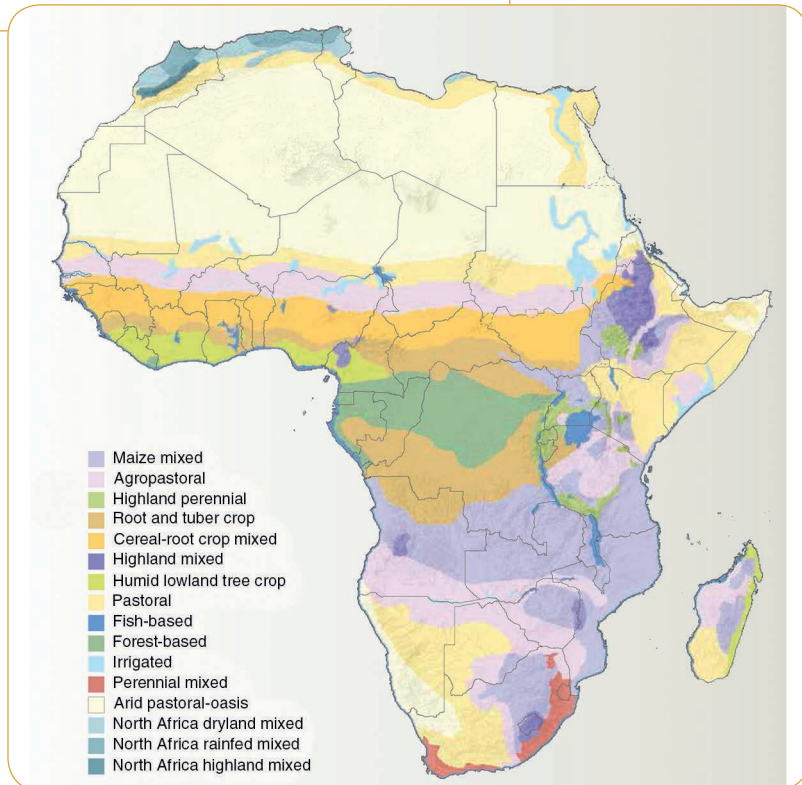 Maize mixed
Agropastoral
Highland perennial
Root and tuber crop
Cereal-root crop mixed
Highland mixed
Humid lowland tree crop
Pastoral
Fish-based
Forest-based
Irrigated
Perennial mixed
Arid pastoral-oasis
North Africa dryland mixed
North Africa rainfed mixed
North Africa highland mixed